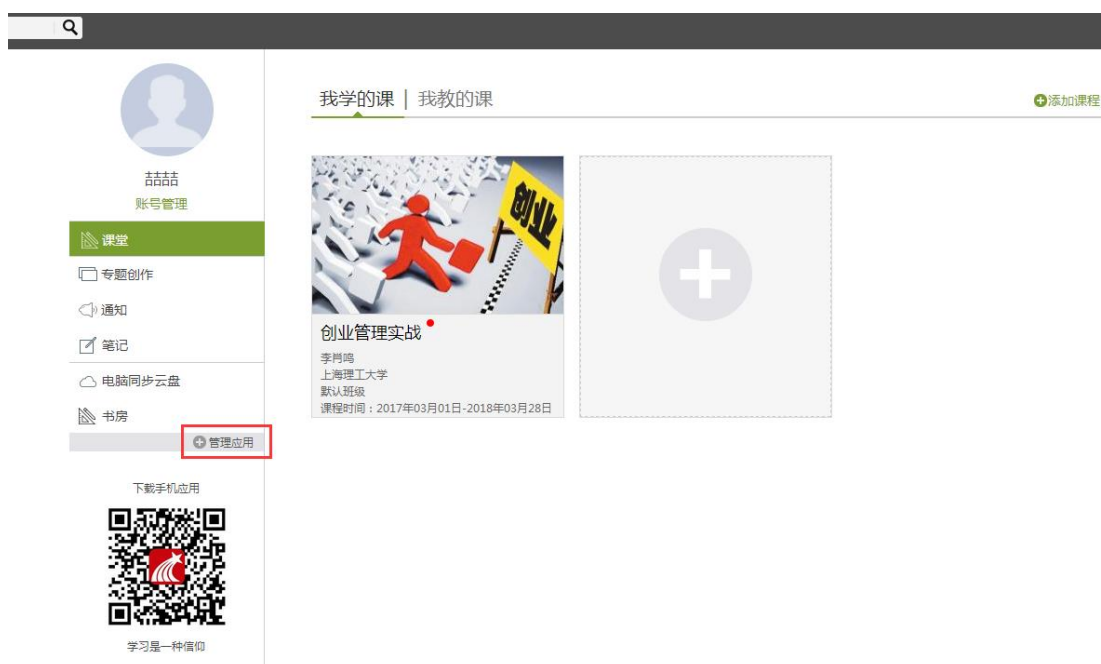 喆喆喆
账号管理
课堂
专题创作
通知
笔记
电脑同步云盘
书房
管理应用
下载手机应用
学习是一种信仰
我学的课 | 我教的课
添加课程
创业
创业管理实战
李肖鸣
上海理工大学
默认班级
课程时间：2017年03月01日-2018年03月28日